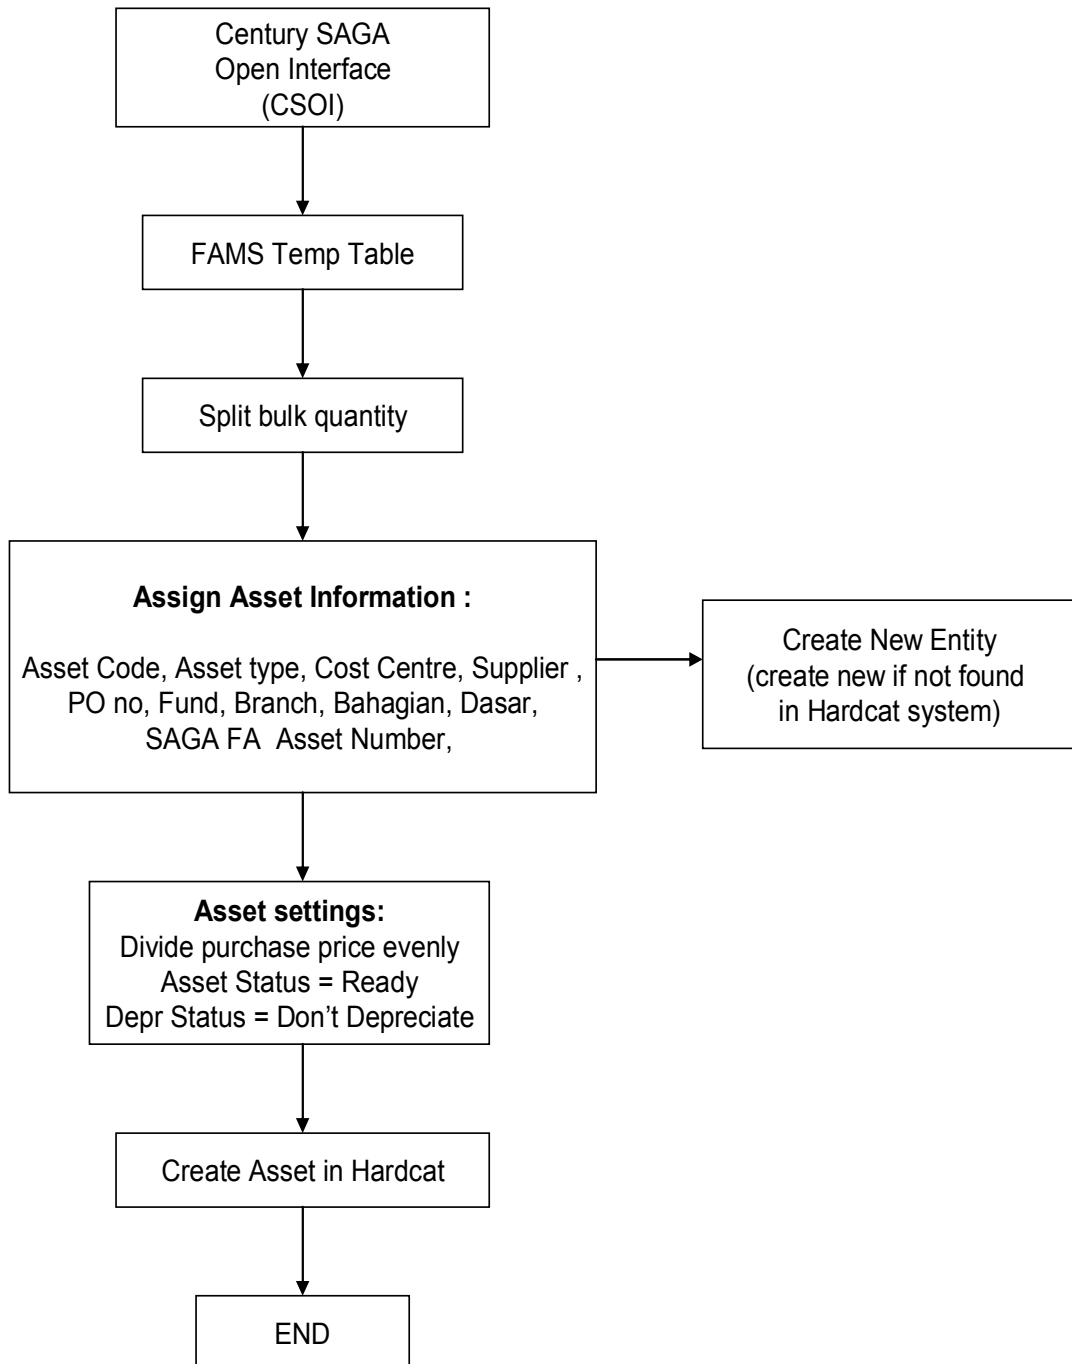 Century SAGA
Open Interface
(CSOI)
FAMS Temp Table
Split bulk quantity
Assign Asset Information :
Asset Code, Asset type, Cost Centre, Supplier ,
PO no, Fund, Branch, Bahagian, Dasar,
SAGA FA  Asset Number,
Create New Entity
(create new if not found
in Hardcat system)
Asset settings:
Divide purchase price evenly
Asset Status = Ready
Depr Status = Don’t Depreciate
Create Asset in Hardcat
END